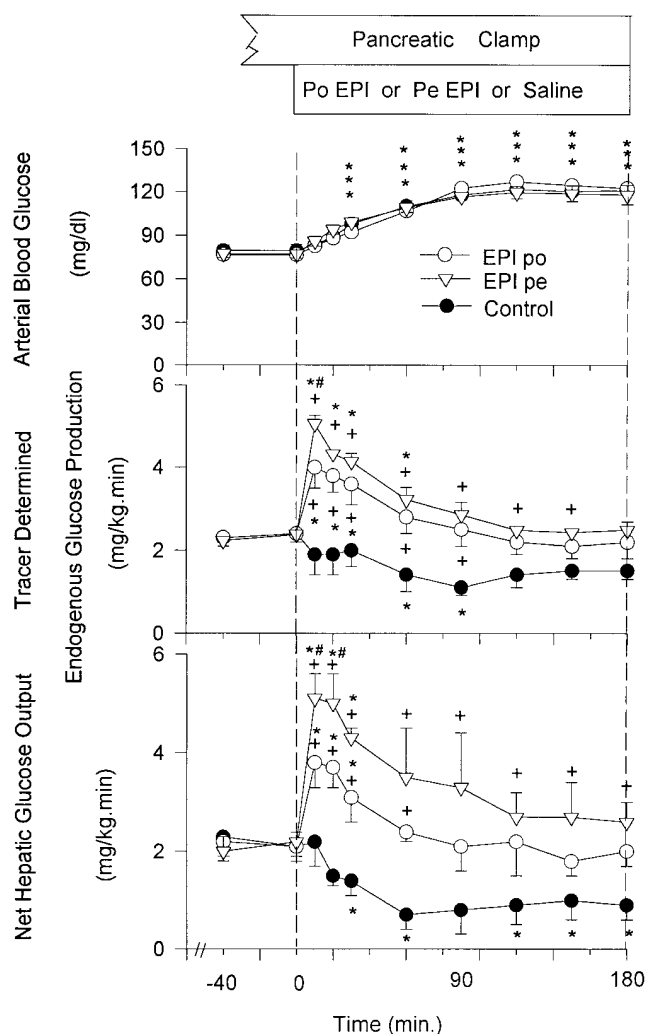 Pancreatic Clamp
Po EPI or Pe EPI or Saline
Arterial Blood Glucose
(mg/dl)
150
120
90
60
30
0
* * * * * *
* * * * * *
* * * * * *
EPI po
EPI pe
Control
Tracer Determined
Endogenous Glucose Production
(mg/kg.min)
6
4
2
0
*# * *
+ + +
* + + +
+
+ + + + +
* * * * *
Net Hepatic Glucose Output
(mg/kg.min)
6
4
2
0
*# *#
+ + * + + + + + +
* * *
+ + + +
* * * * *
-40 0 90 180
Time (min.)